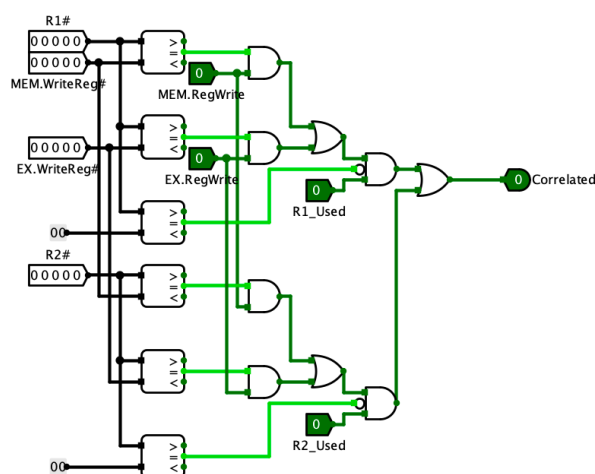 R1#
00000
> = <
00000
MEM.WriteReg#
0
MEM.RegWrite
> = <
00000
EX.WriteReg#
0
EX.RegWrite
0
R1_Used
0 Correlated
> = <
00
R2#
00000
> = <
> = <
0
R2_Used
> = <
00